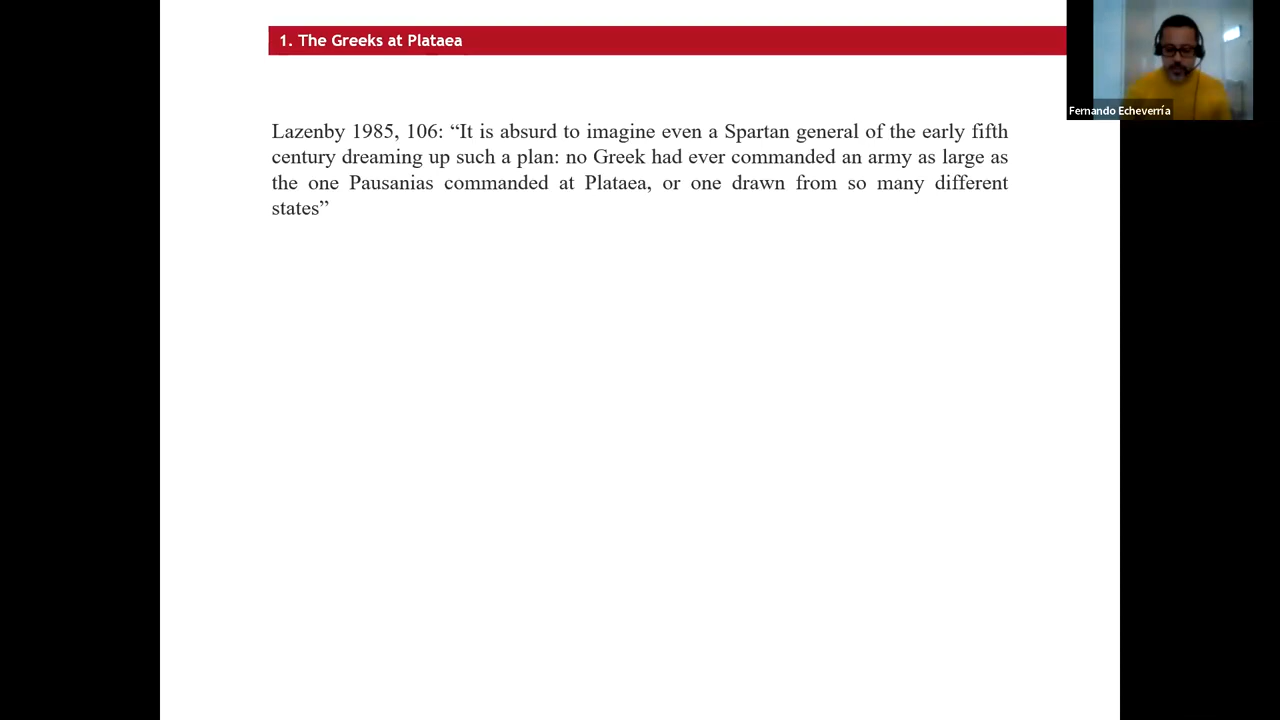 1. The Greeks at Plataea
Fernando Echeverría
Lazenby 1985, 106: “It is absurd to imagine even a Spartan general of the early fifth
century dreaming up such a plan: no Greek had ever commanded an army as large as
the one Pausanias commanded at Plataea, or one drawn from so many different
states”